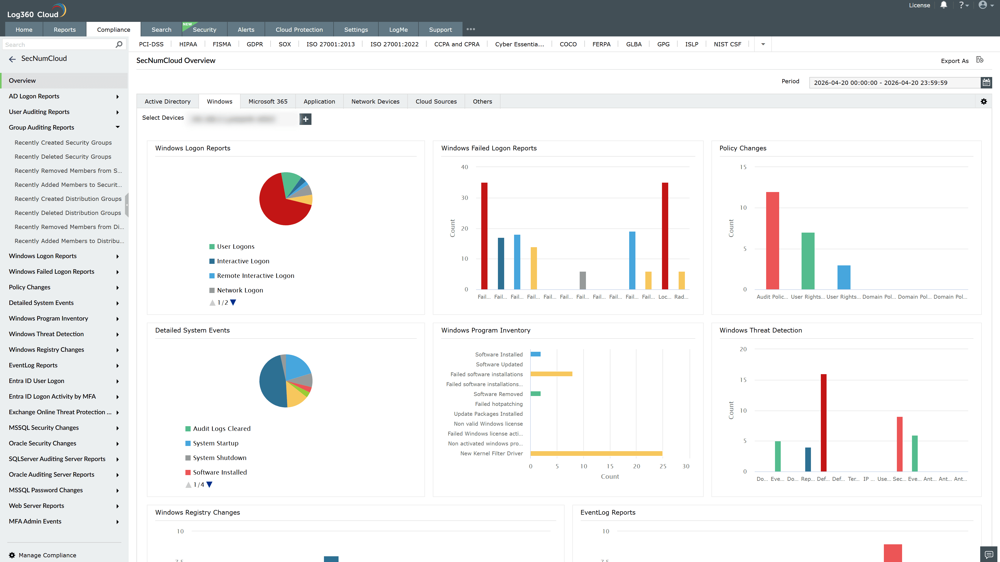 License
?
Log360 Cloud
Home
Reports
Compliance
Search
NEW
Security
Alerts
Cloud Protection
Settings
LogMe
Support
Search
PCI-DSS
HIPAA
FISMA
GDPR
SOX
ISO 27001:2013
ISO 27001:2022
CCPA and CPRA
Cyber Essentia...
COCO
FERPA
GLBA
GPG
ISLP
NIST CSF
SecNumCloud
Overview
AD Logon Reports
User Auditing Reports
Group Auditing Reports
Recently Created Security Groups
Recently Deleted Security Groups
Recently Removed Members from S...
Recently Added Members to Securit...
Recently Created Distribution Groups
Recently Deleted Distribution Groups
Recently Removed Members from Di...
Recently Added Members to Distribu...
Windows Logon Reports
Windows Failed Logon Reports
Policy Changes
Detailed System Events
Windows Program Inventory
Windows Threat Detection
Windows Registry Changes
EventLog Reports
Entra ID User Logon
Entra ID Logon Activity by MFA
Exchange Online Threat Protection ...
MSSQL Security Changes
Oracle Security Changes
SQLServer Auditing Server Reports
Oracle Auditing Server Reports
MSSQL Password Changes
Web Server Reports
MFA Admin Events
Manage Compliance
SecNumCloud Overview
Export As
Period
2026-04-20 00:00:00 - 2026-04-20 23:59:59
Active Directory
Windows
Microsoft 365
Application
Network Devices
Cloud Sources
Others
Select Devices
Windows Logon Reports
User Logons
Interactive Logon
Remote Interactive Logon
Network Logon
1/2
Windows Failed Logon Reports
40
30
20
10
0
Count
Fail... Fail... Fail... Fail... Fail... Fail... Fail... Fail... Fail... Fail... Fail... Loc... Rad...
Policy Changes
15
10
5
0
Count
Audit Polic... User Rights... User Rights... Domain Pol... Domain Pol... Domain Pol...
Detailed System Events
Audit Logs Cleared
System Startup
System Shutdown
Software Installed
1/4
Windows Program Inventory
Software Installed
Software Updated
Failed software installations
Failed software installations...
Software Removed
Failed hotpatching
Update Packages Installed
Non valid Windows license
Failed Windows license acti...
Non activated windows pro...
New Kernel Filter Driver
0 5 10 15 20 25 30
Count
Windows Threat Detection
20
15
10
5
0
Count
Do... Eve... Do... Rep... Def... Def... Ter... IP ... Use... Sec... Eve... Ant... Ant... Ant...
Windows Registry Changes
10
7.5
EventLog Reports
10
7.5